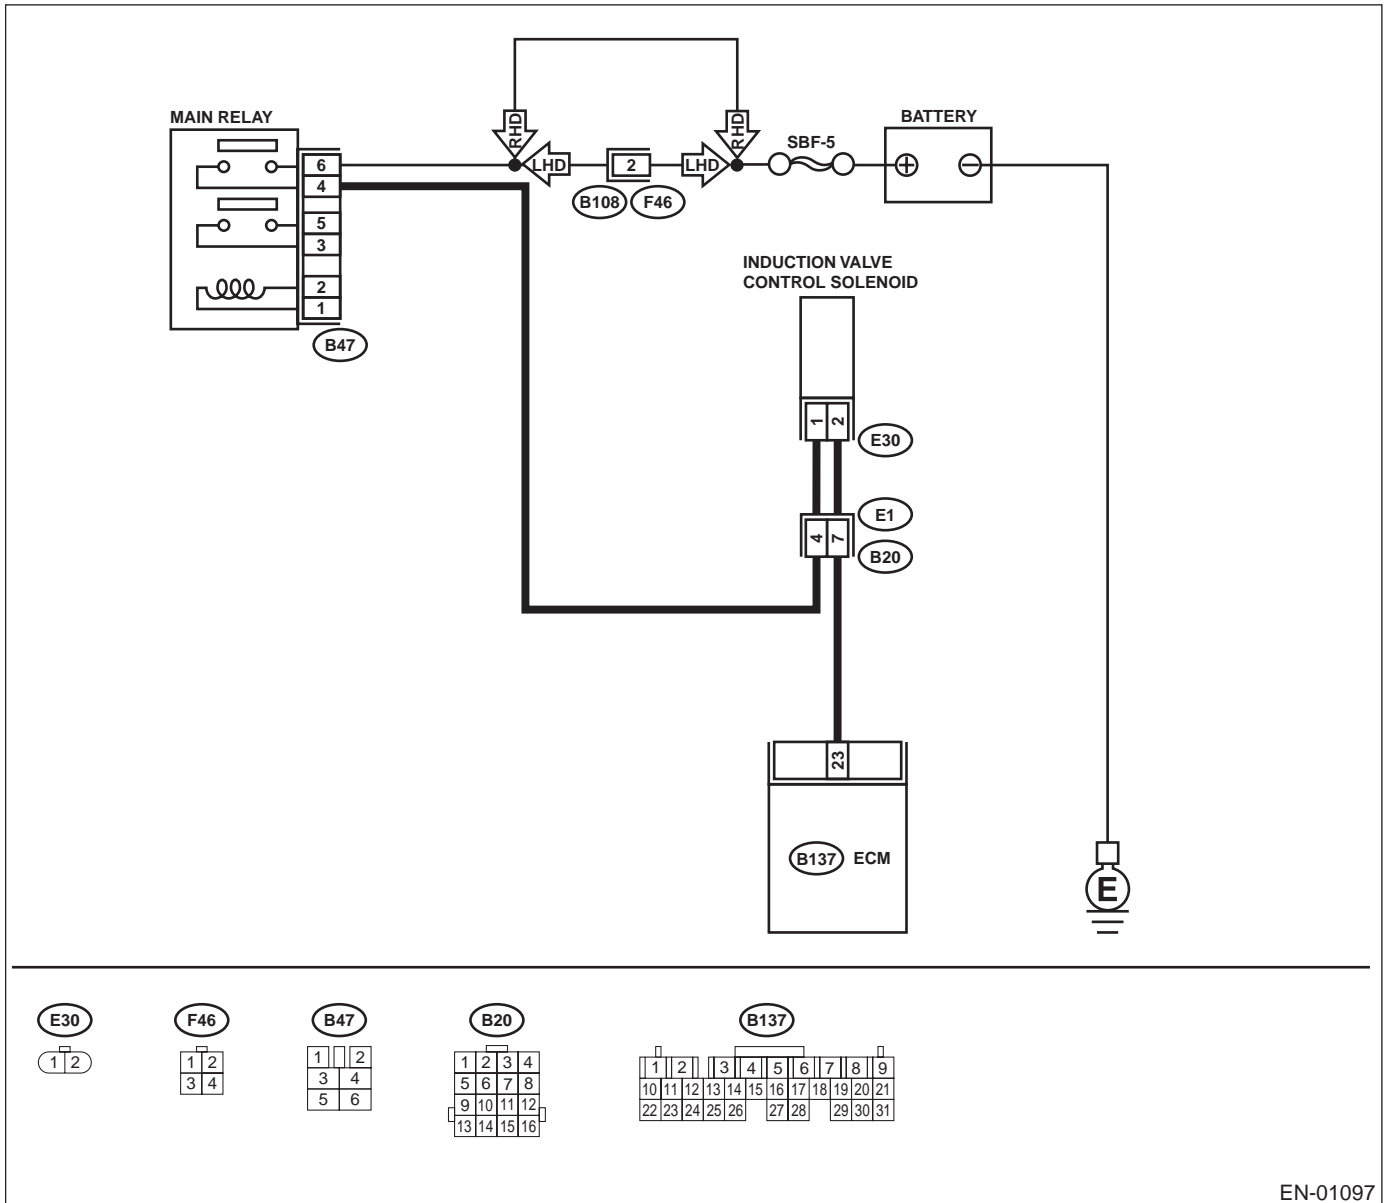 MAIN RELAY
6
4
5
3
2
1
B47
RHD
RHD
LHD
2
LHD
B108
F46
SBF-5
BATTERY
INDUCTION VALVE
CONTROL SOLENOID
1 2
E30
E1
4 7
B20
23
B137 ECM
E
E30
1 2
F46
1 2
3 4
B47
1 2
3 4
5 6
B20
1 2 3 4
5 6 7 8
9 10 11 12
13 14 15 16
B137
1 2 3 4 5 6 7 8 9
10 11 12 13 14 15 16 17 18 19 20 21
22 23 24 25 26 27 28 29 30 31
EN-01097